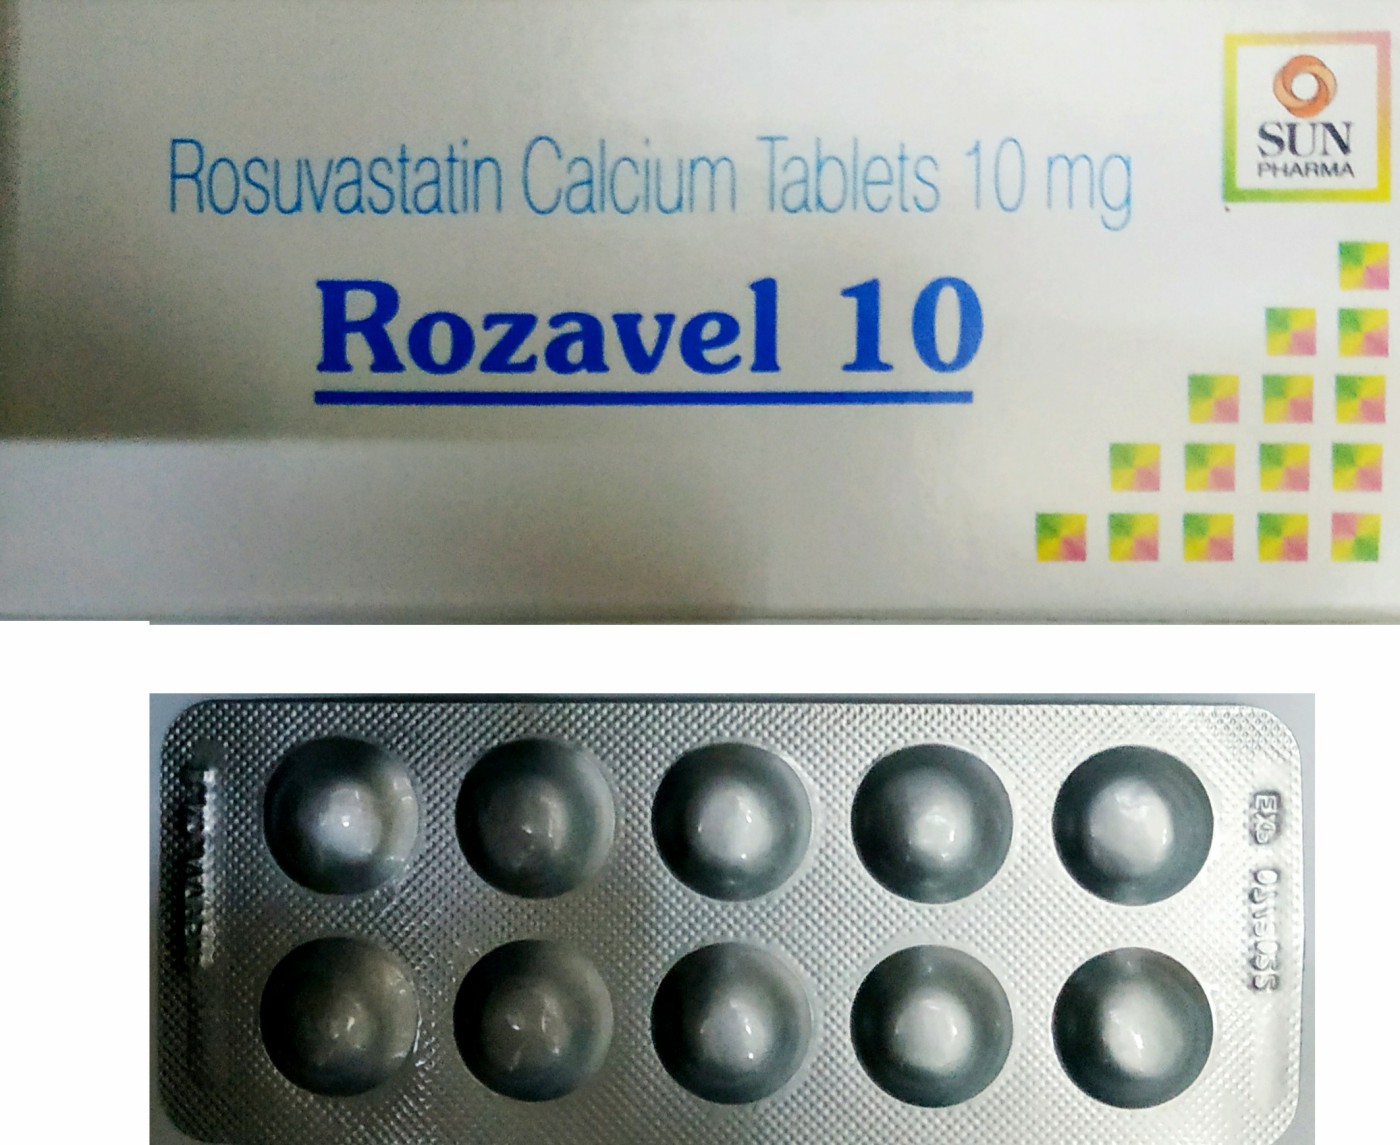 SUN
PHARMA
Rosuvastatin Calcium Tablets 10 mg
Rozavel 10